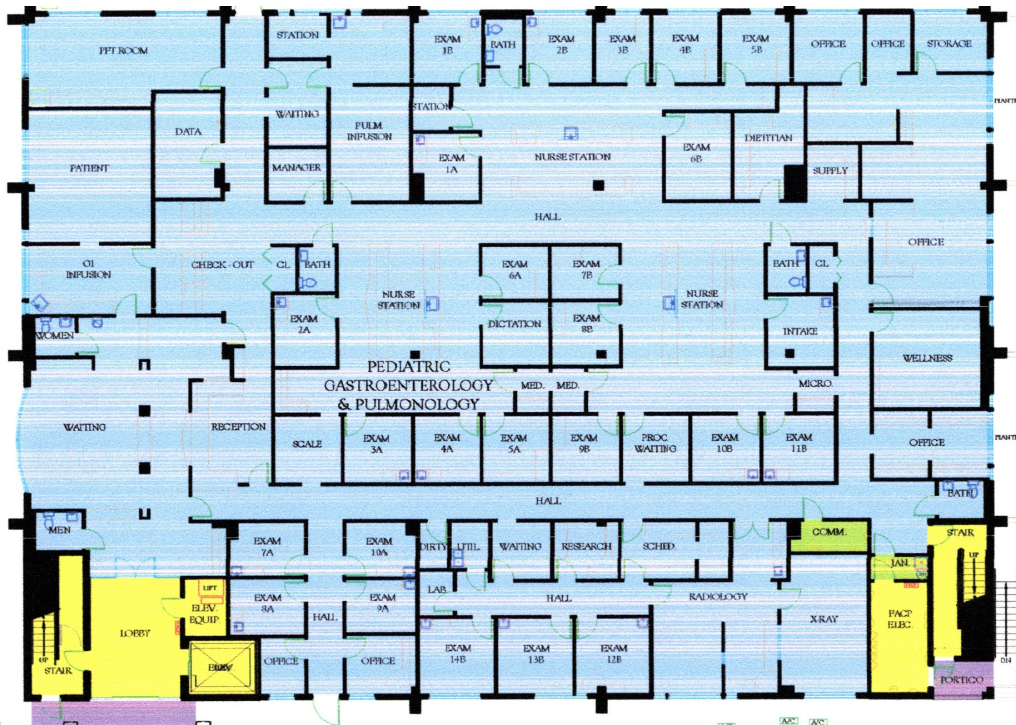 STATION
EXAM
1B
BATH
EXAM
2B
EXAM
3B
EXAM
4B
EXAM
5B
OFFICE
OFFICE
STORAGE
PFT ROOM
DATA
WAITING
PULM
INFUSION
STATION
EXAM
1A
NURSE STATION
EXAM
6B
DIETITIAN
SUPPLY
PATIENT
MANAGER
HALL
OFFICE
GI
INFUSION
CHECK-OUT
CL
BATH
NURSE
STATION
EXAM
6A
EXAM
7B
NURSE
STATION
BATH
CL
EXAM
2A
DICTATION
EXAM
8B
INTAKE
WOMEN
WELLNESS
PEDIATRIC
GASTROENTEROLOGY
& PULMONOLOGY
MED.
MED.
MICRO.
WAITING
RECEPTION
SCALE
EXAM
3A
EXAM
4A
EXAM
5A
EXAM
9B
PROC
WAITING
EXAM
10B
EXAM
11B
OFFICE
HALL
BATH
MEN
EXAM
7A
EXAM
10A
DIRTY
UTIL.
WAITING
RESEARCH
SCHED.
COMM.
STAIR
UP
JAN.
LIFT
ELEV.
EQUIP.
EXAM
8A
EXAM
9A
LAB
HALL
RADIOLOGY
X-RAY
LOBBY
HALL
ELEC.
UP
STAIR
OFFICE
OFFICE
EXAM
14B
EXAM
13B
EXAM
12B
PORTICO
A/C
A/C